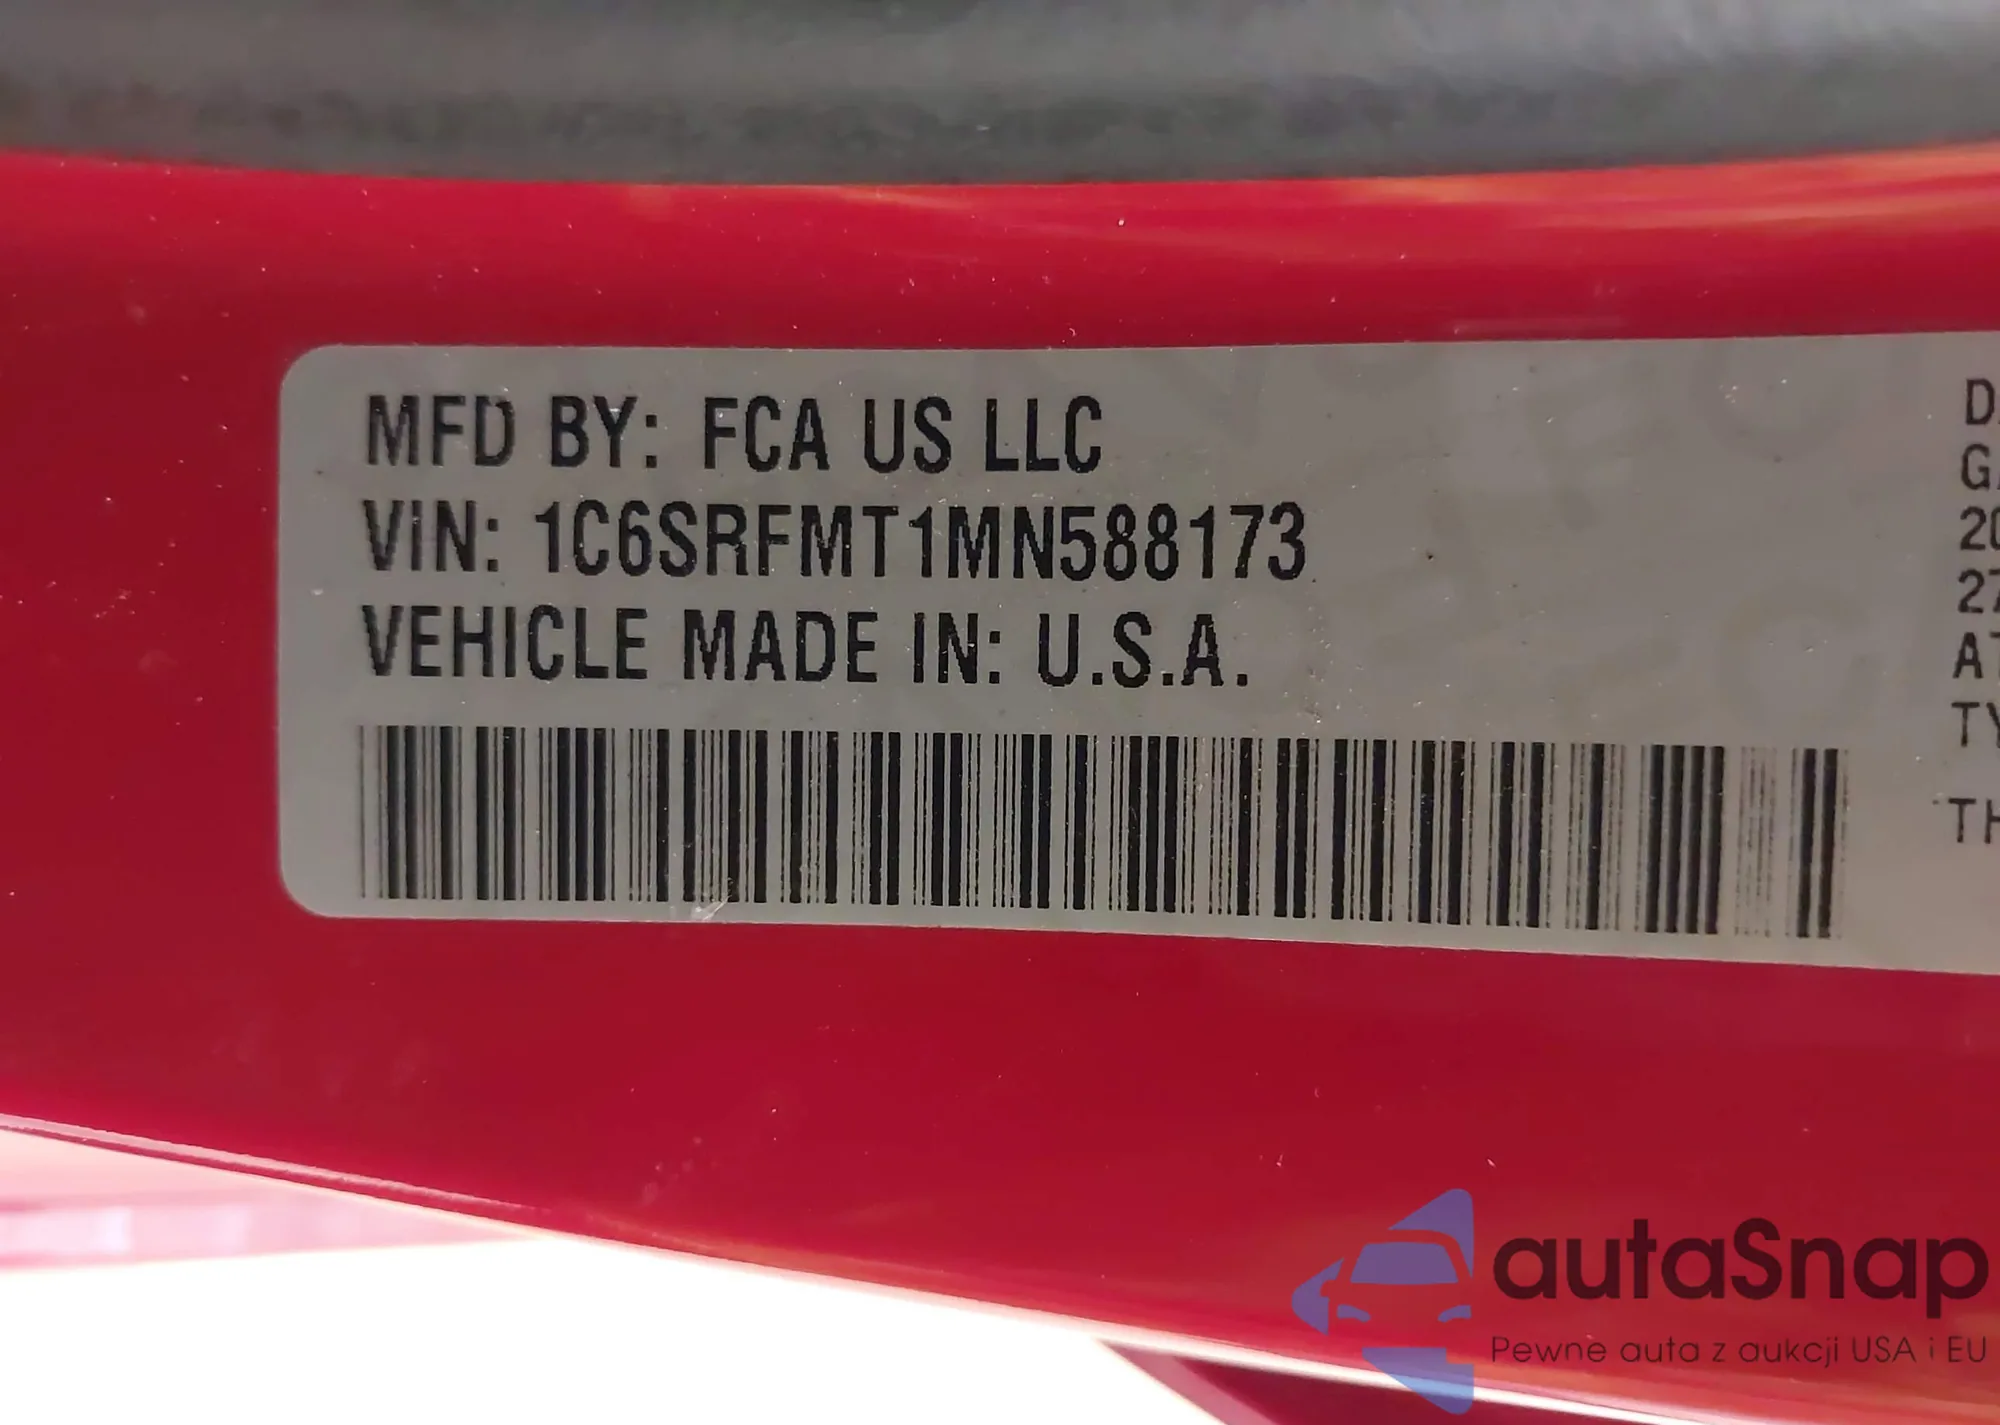 MFD BY: FCA US LLC
VIN: 1C6SRFMT1MN588173
VEHICLE MADE IN: U.S.A.
autaSnap
Pewne auta z aukcji USA i EU